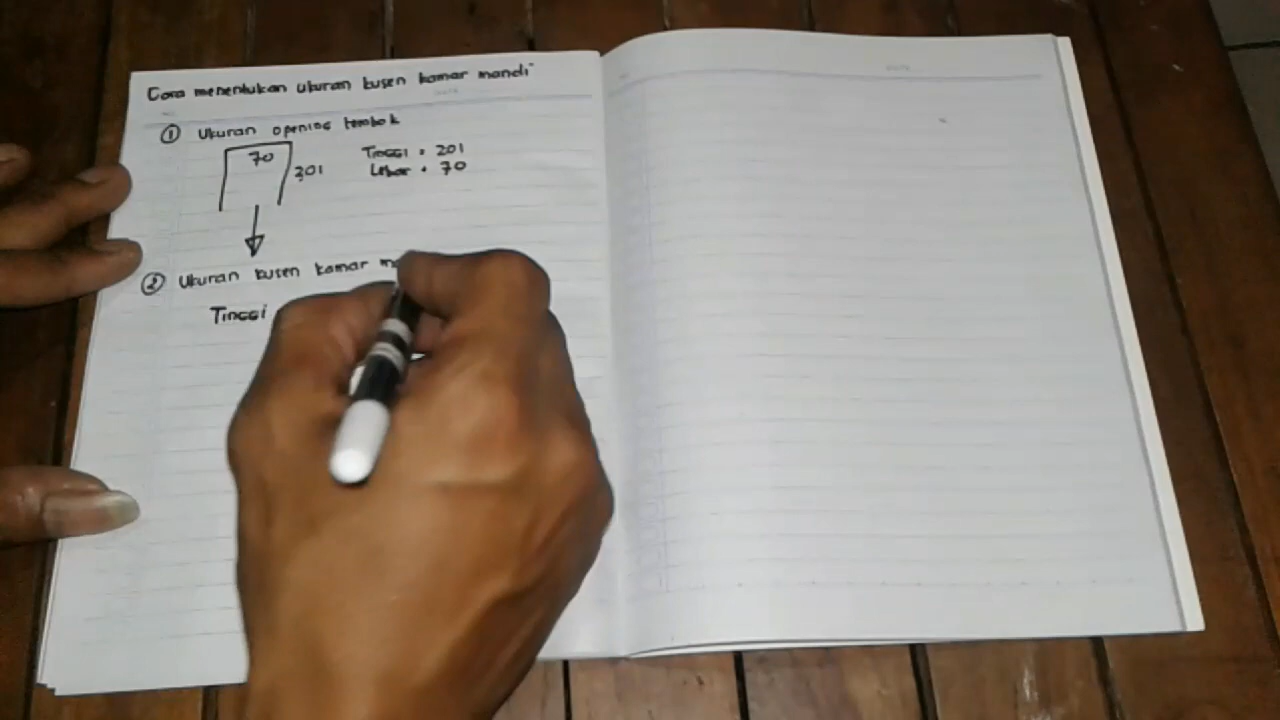 Cara menentukan ukuran kusen kamar mandi
① Ukuran opening tembok
70
201
Tinggi = 201
Lebar = 70
② Ukuran kusen kamar
Tinggi